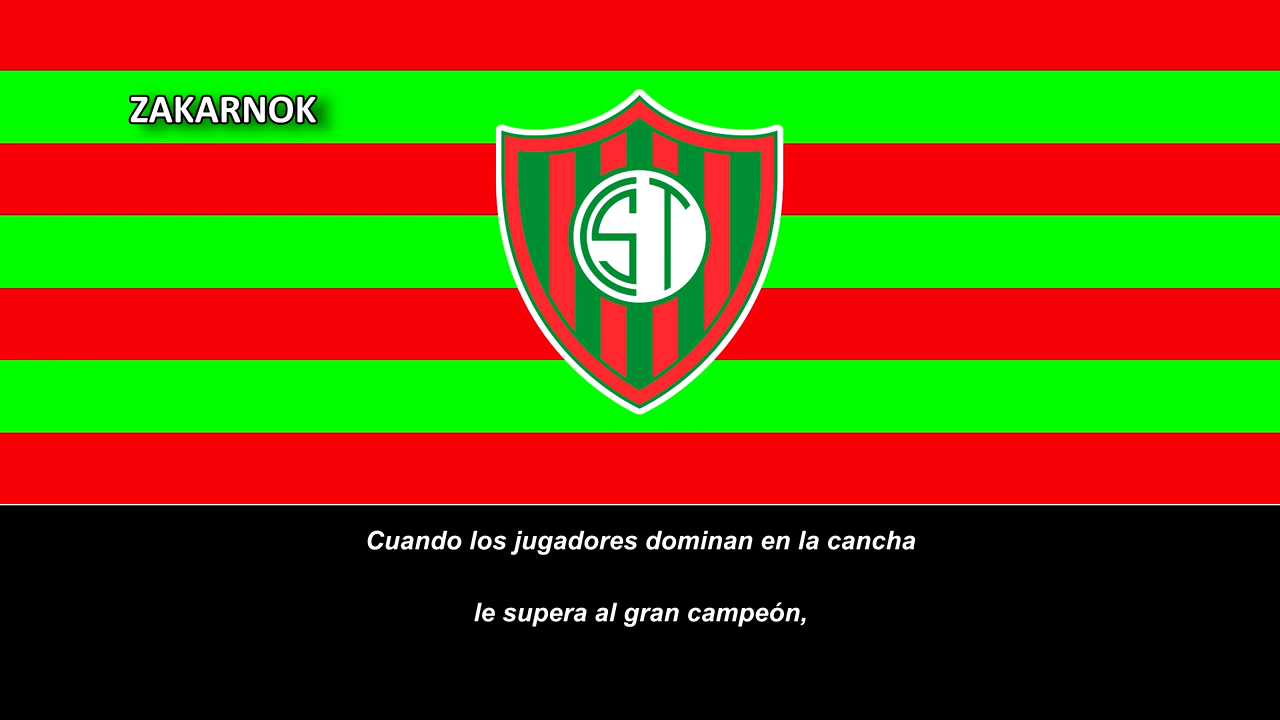 ZAKARNOK
ST
Cuando los jugadores dominan en la cancha
le supera al gran campeón,